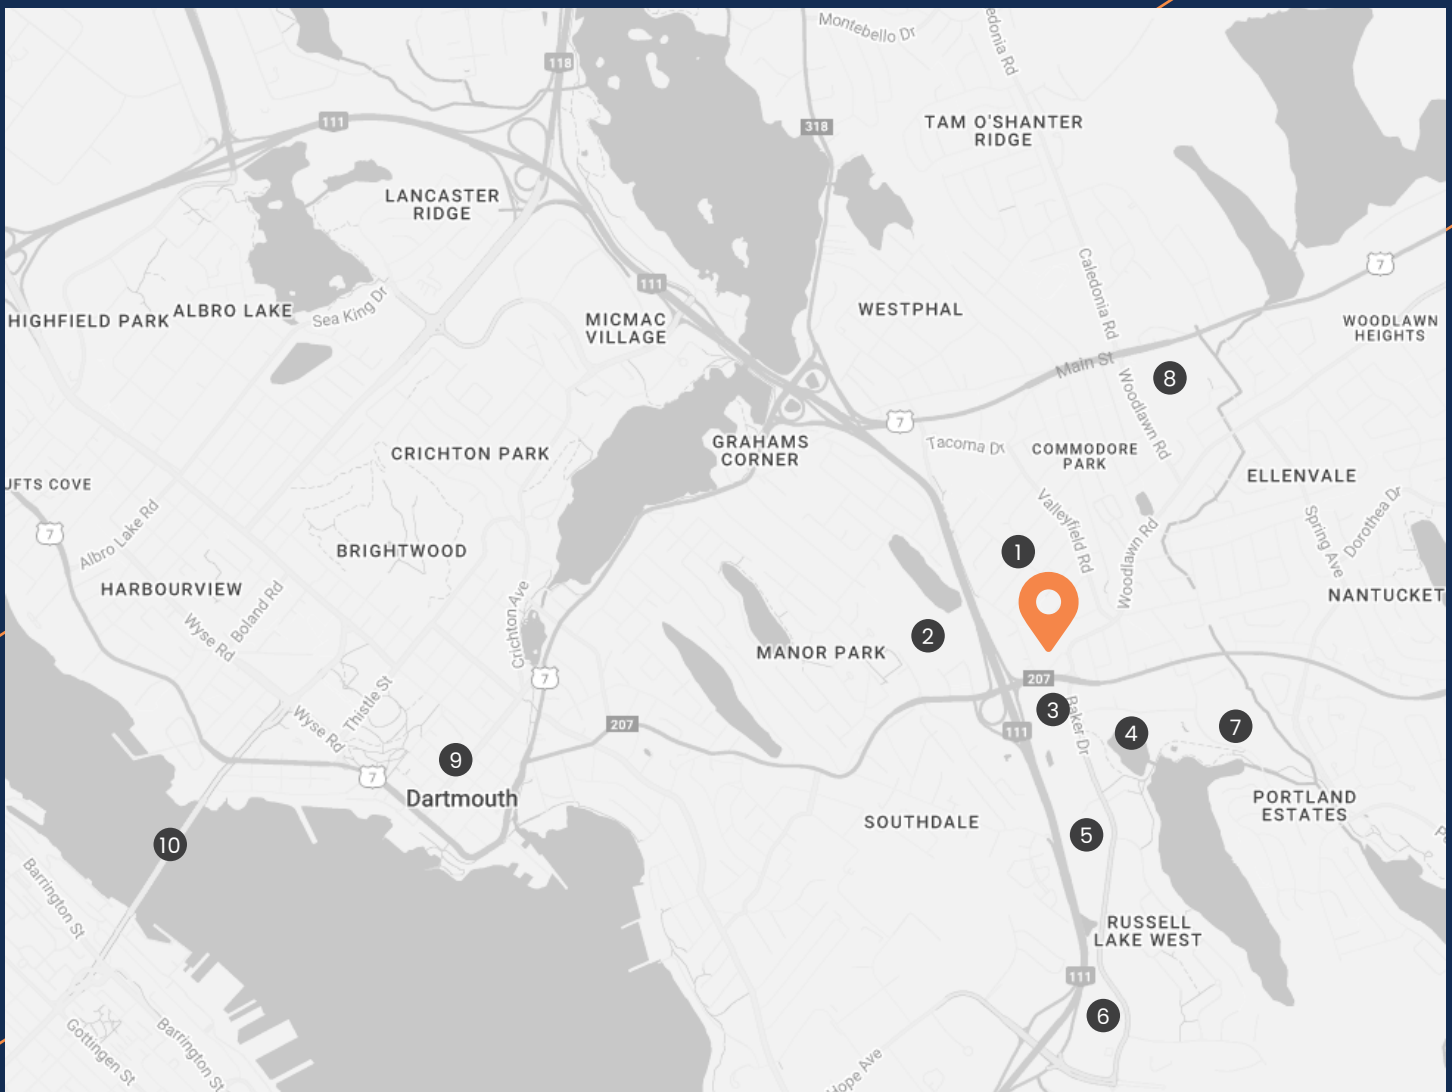 Montebello Dr
edonia Rd
118
111
318
TAM O'SHANTER
RIDGE
LANCASTER
RIDGE
7
Caledonia Rd
111
HIGHFIELD PARK
ALBRO LAKE
Sea King Dr
MICMAC
VILLAGE
WESTPHAL
WOODLAWN
HEIGHTS
Main St
8
Woodlawn Rd
7
GRAHAMS
CORNER
Tacoma Dr
COMMODORE
PARK
CRICHTON PARK
ELLENVALE
UFTS COVE
7
Albro Lake Rd
Valleyfield Rd
Woodlawn Rd
Spring Ave
Dorothea Dr
BRIGHTWOOD
1
HARBOURVIEW
Boland Rd
Wyse Rd
Crichton Ave
NANTUCKET
2
MANOR PARK
7
207
Thistle St
Wyse Rd
207
3
Baker Dr
111
4
7
9
7
Dartmouth
PORTLAND
ESTATES
SOUTHDALE
5
10
Barrington St
RUSSELL
LAKE WEST
111
6
Gottingen St
Barrington St
Hope Ave